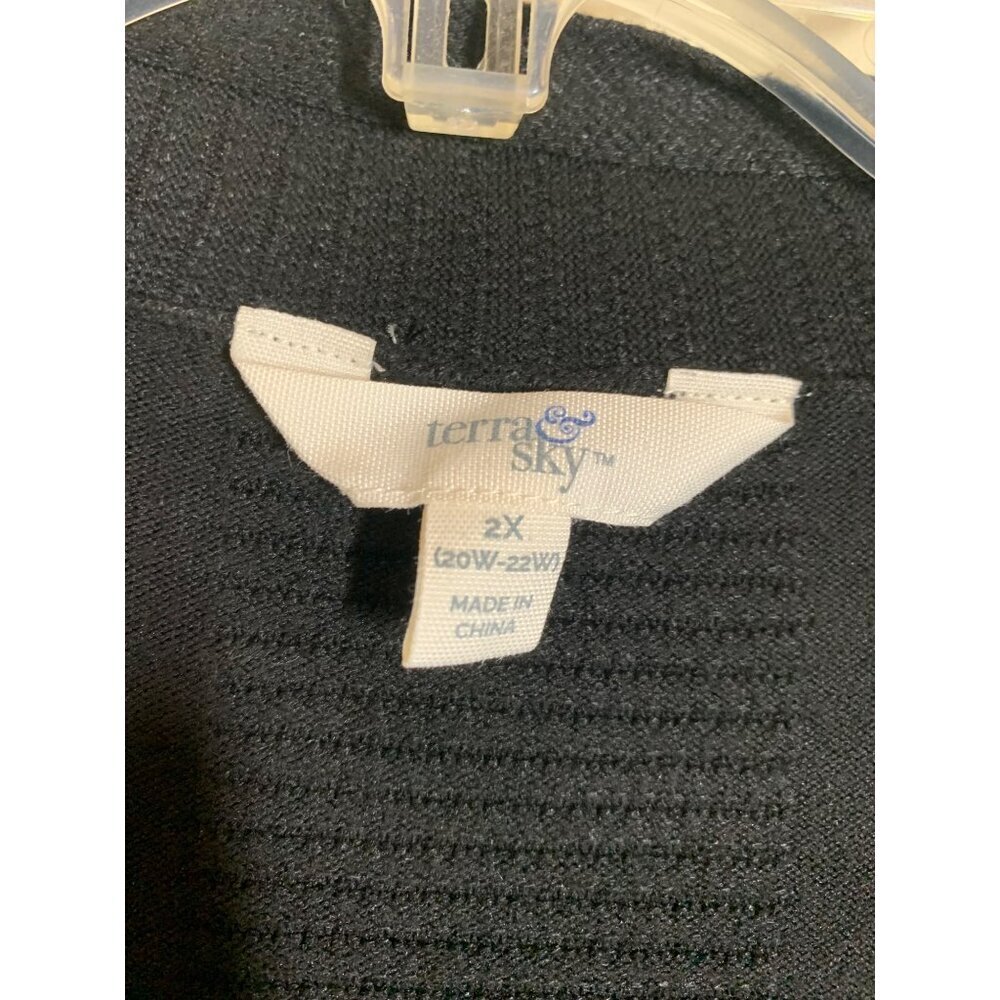 terra &
sky™
2X
(20W-22W)
MADE IN
CHINA